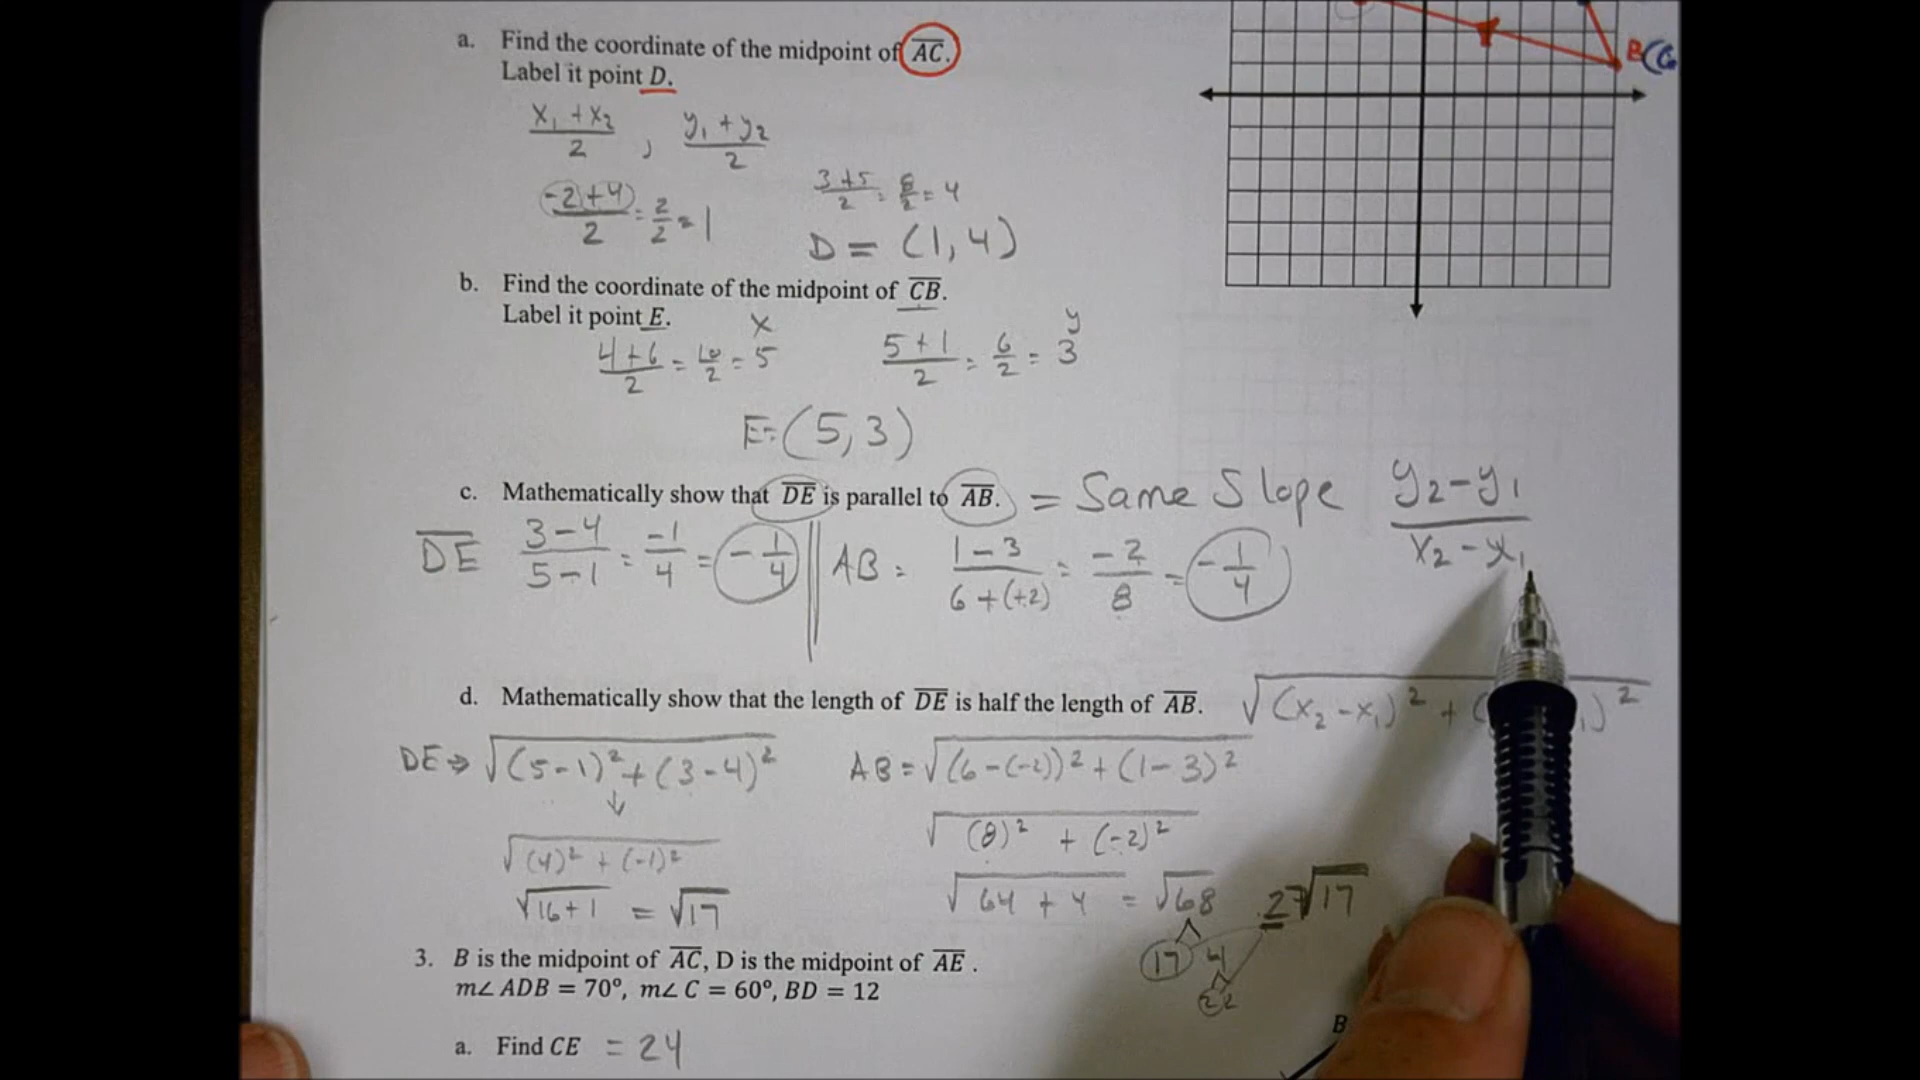 a. Find the coordinate of the midpoint of AC.
Label it point D.
x₁ + x₂ / 2 , y₁ + y₂ / 2
-2+4 / 2 = 2/2 = 1
3+5 / 2 = 8/2 = 4
D = (1,4)
B(6
b. Find the coordinate of the midpoint of CB.
Label it point E.
x
y
4+6 / 2 = 10/2 = 5
5+1 / 2 = 6/2 = 3
E=(5,3)
c. Mathematically show that DE is parallel to AB. = Same Slope y₂-y₁ / x₂-x₁
DE 3-4 / 5-1 = -1/4 = -1/4 || AB = 1-3 / 6+(+2) = -2/8 = -1/4
d. Mathematically show that the length of DE is half the length of AB. √(x₂-x₁)² + ( ₁)²
DE → √(5-1)²+(3-4)²
AB = √(6-(-2))²+(1-3)²
↓
√(4)² + (-1)²
√(8)² + (-2)²
√16+1 = √17
√64 + 4 = √68 2√17
17 4
22
3. B is the midpoint of AC, D is the midpoint of AE .
m∠ ADB = 70°, m∠ C = 60°, BD = 12
a. Find CE = 24
B